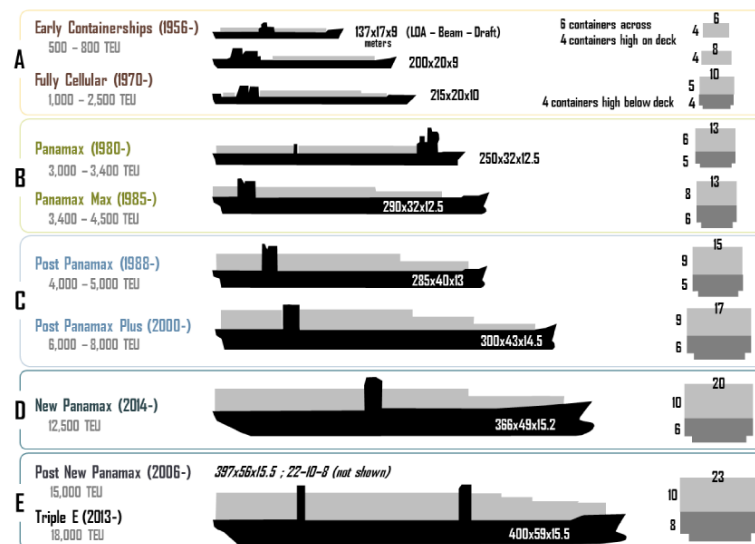 A
Early Containerships (1956-)
500 – 800 TEU
137x17x9 (LOA – Beam – Draft)
meters
200x20x9
6 containers across
4 containers high on deck
6
4
8
4
Fully Cellular (1970-)
1,000 – 2,500 TEU
215x20x10
4 containers high below deck
10
5
4
B
Panamax (1980-)
3,000 – 3,400 TEU
250x32x12.5
13
6
5
Panamax Max (1985-)
3,400 – 4,500 TEU
290x32x12.5
13
8
6
C
Post Panamax (1988-)
4,000 – 5,000 TEU
285x40x13
15
9
5
Post Panamax Plus (2000-)
6,000 – 8,000 TEU
300x43x14.5
17
9
6
D
New Panamax (2014-)
12,500 TEU
366x49x15.2
20
10
6
E
Post New Panamax (2006-)
15,000 TEU
397x56x15.5 ; 22–10–8 (not shown)
Triple E (2013-)
18,000 TEU
400x59x15.5
23
10
8